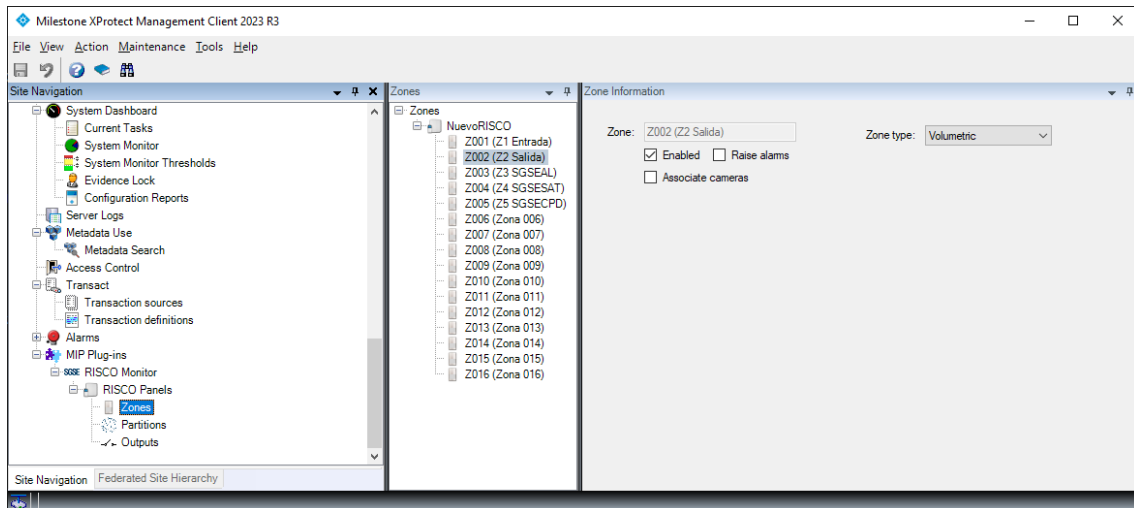 Milestone XProtect Management Client 2023 R3
File View Action Maintenance Tools Help
Site Navigation
System Dashboard
Current Tasks
System Monitor
System Monitor Thresholds
Evidence Lock
Configuration Reports
Server Logs
Metadata Use
Metadata Search
Access Control
Transact
Transaction sources
Transaction definitions
Alarms
MIP Plug-ins
SGSE RISCO Monitor
RISCO Panels
Zones
Partitions
Outputs
Site Navigation Federated Site Hierarchy
Zones
Zones
NuevoRISCO
Z001 (Z1 Entrada)
Z002 (Z2 Salida)
Z003 (Z3 SGSEAL)
Z004 (Z4 SGSESAT)
Z005 (Z5 SGSECPD)
Z006 (Zona 006)
Z007 (Zona 007)
Z008 (Zona 008)
Z009 (Zona 009)
Z010 (Zona 010)
Z011 (Zona 011)
Z012 (Zona 012)
Z013 (Zona 013)
Z014 (Zona 014)
Z015 (Zona 015)
Z016 (Zona 016)
Zone Information
Zone: Z002 (Z2 Salida) Zone type: Volumetric
Enabled Raise alarms
Associate cameras